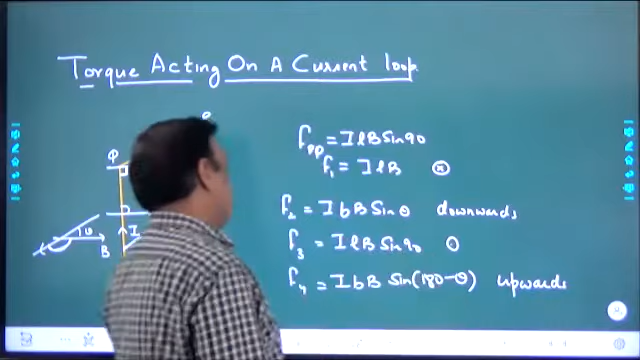 Torque Acting On A Current loop
Q
P
θ
I
B
F_PQ = IlB Sin90
F₁ = IlB ⊗
F₂ = IbB Sinθ downwards
F₃ = IlB Sin90 ⊙
F₄ = IbB Sin(180-θ) upwards